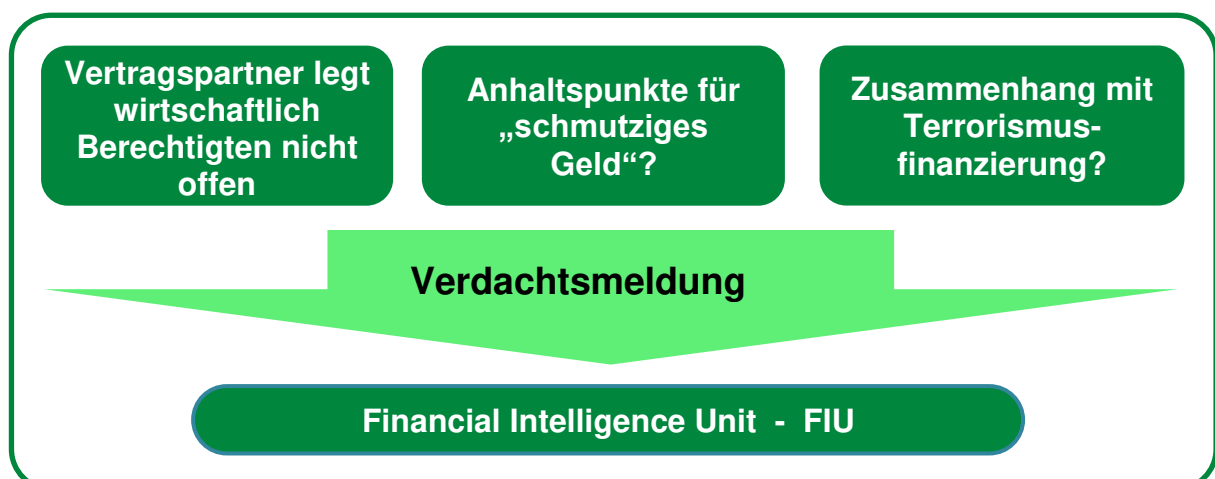 Vertragspartner legt
wirtschaftlich
Berechtigten nicht
offen
Anhaltspunkte für
„schmutziges
Geld“?
Zusammenhang mit
Terrorismus-
finanzierung?
Verdachtsmeldung
Financial Intelligence Unit - FIU